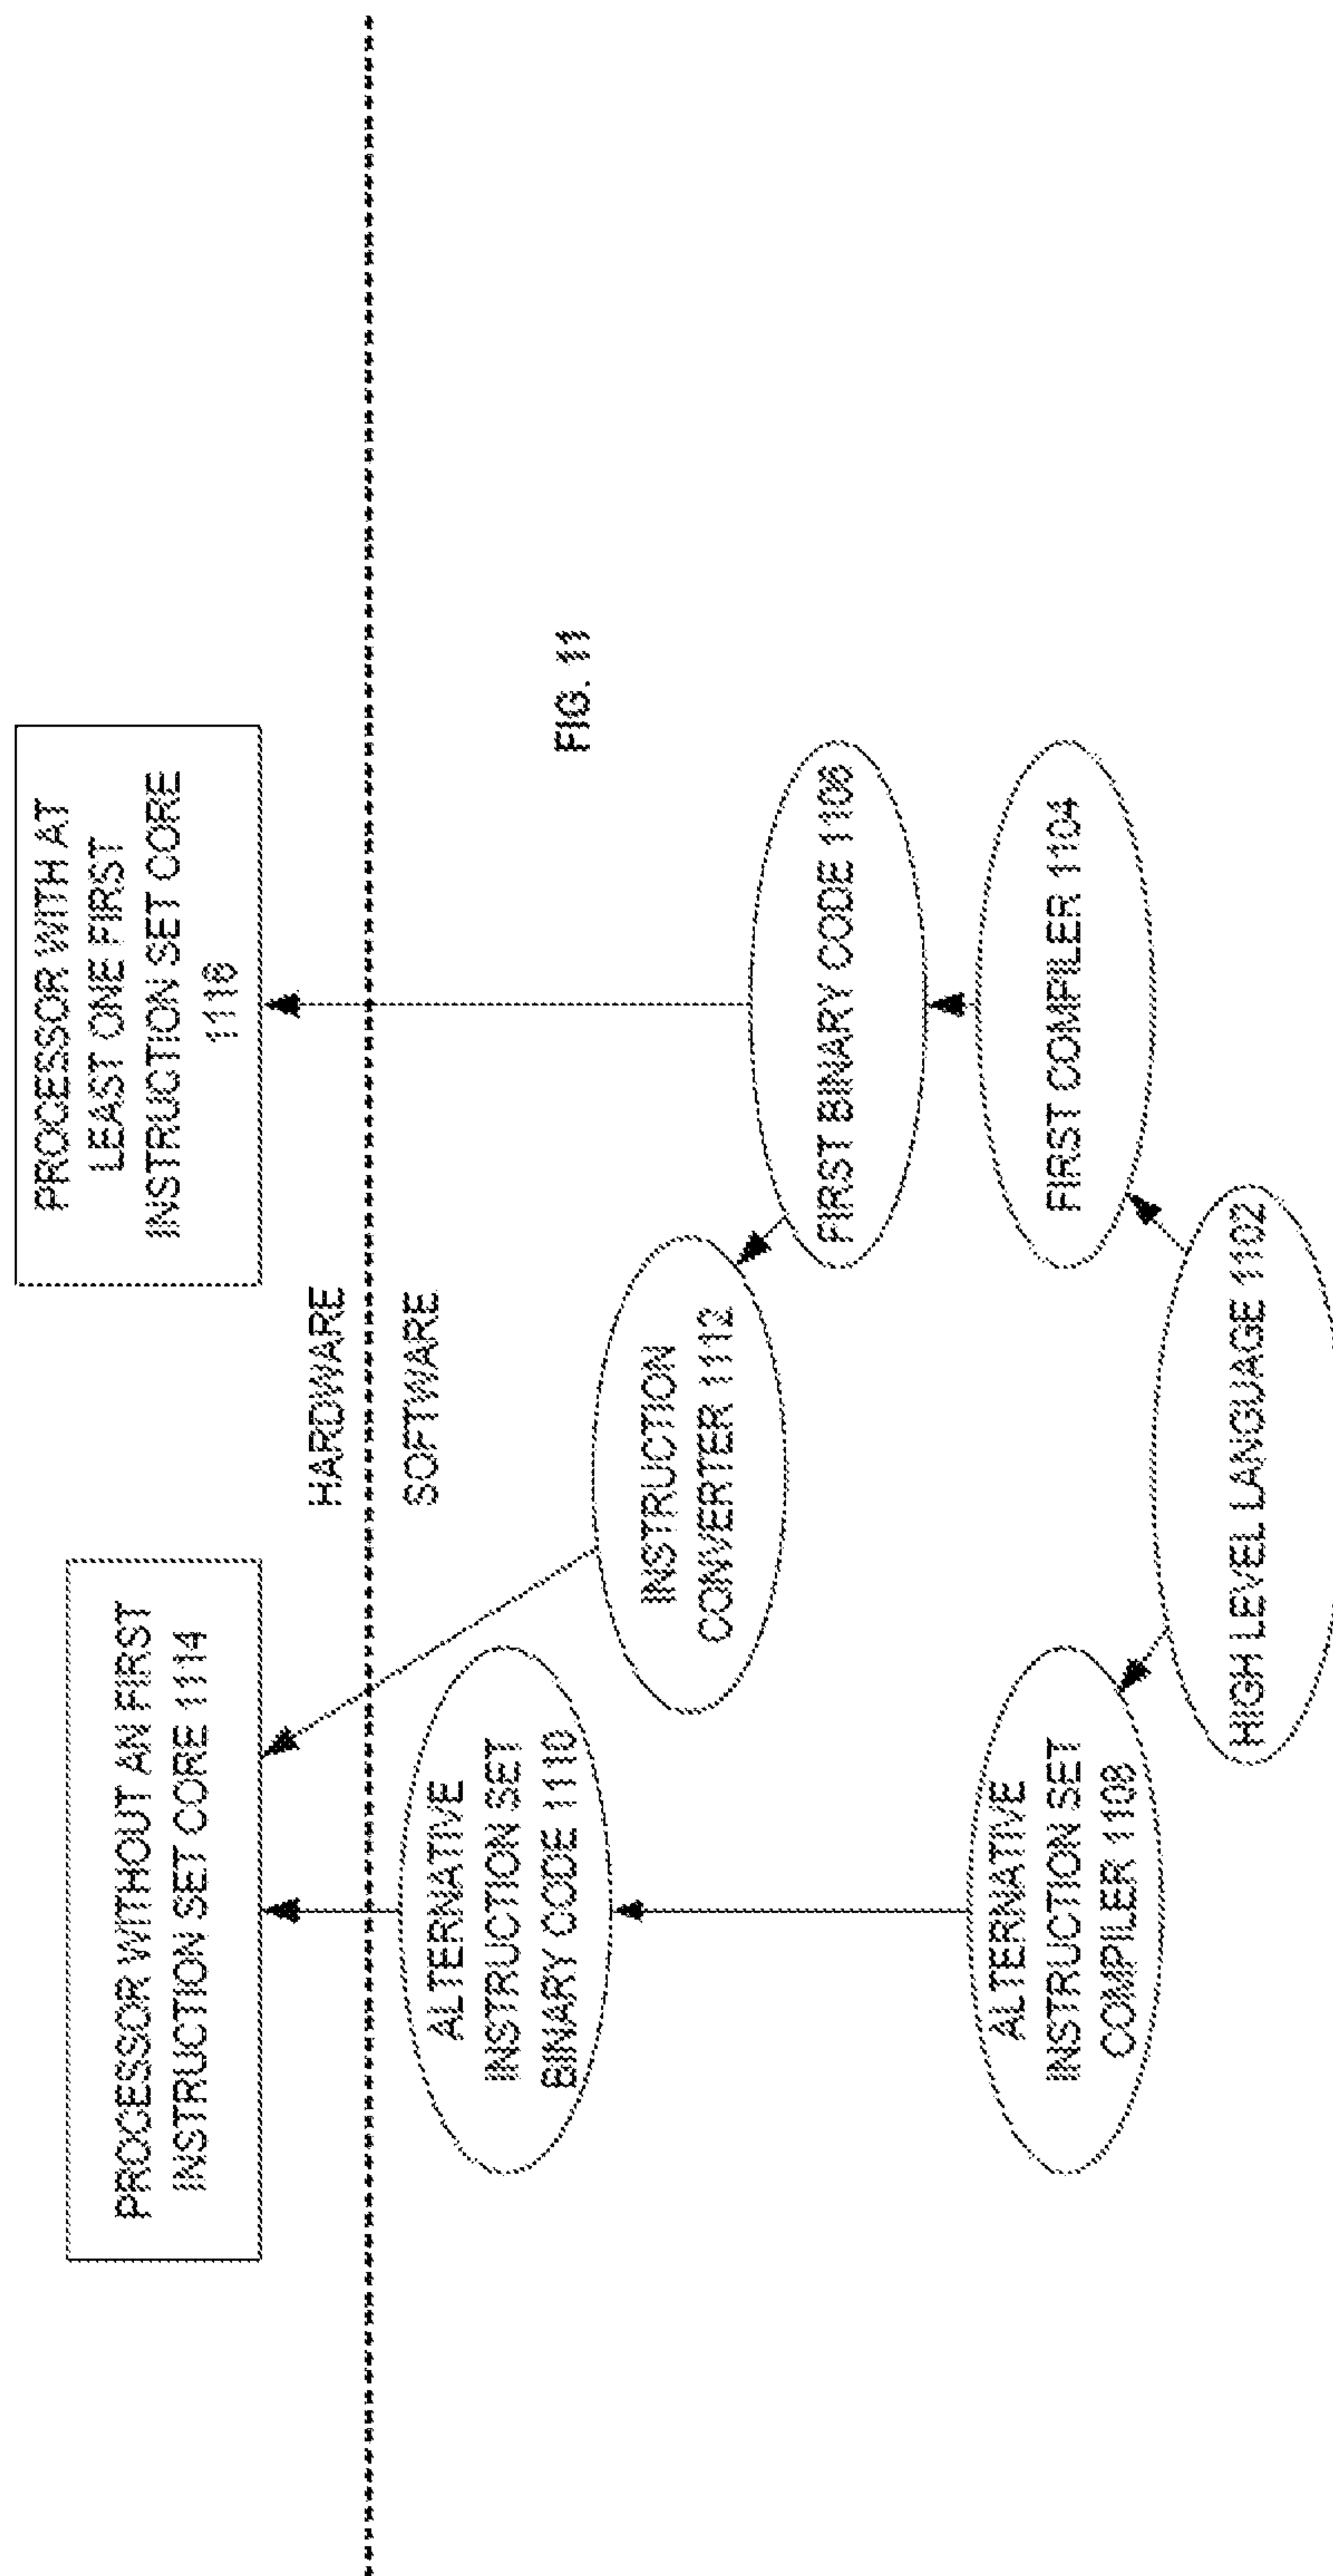 PROCESSOR WITHOUT AN FIRST
INSTRUCTION SET CORE 1114
PROCESSOR WITH AT
LEAST ONE FIRST
INSTRUCTION SET CORE
1116
HARDWARE
SOFTWARE
ALTERNATIVE
INSTRUCTION SET
BINARY CODE 1110
INSTRUCTION
CONVERTER 1112
FIG. 11
FIRST BINARY CODE 1106
ALTERNATIVE
INSTRUCTION SET
COMPILER 1108
FIRST COMPILER 1104
HIGH LEVEL LANGUAGE 1102